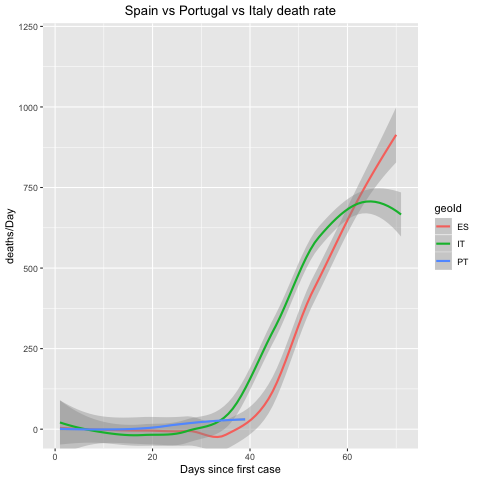 Spain vs Portugal vs Italy death rate
1250
1000
750
500
250
0
deaths/Day
0 20 40 60
Days since first case
geoId
ES
IT
PT